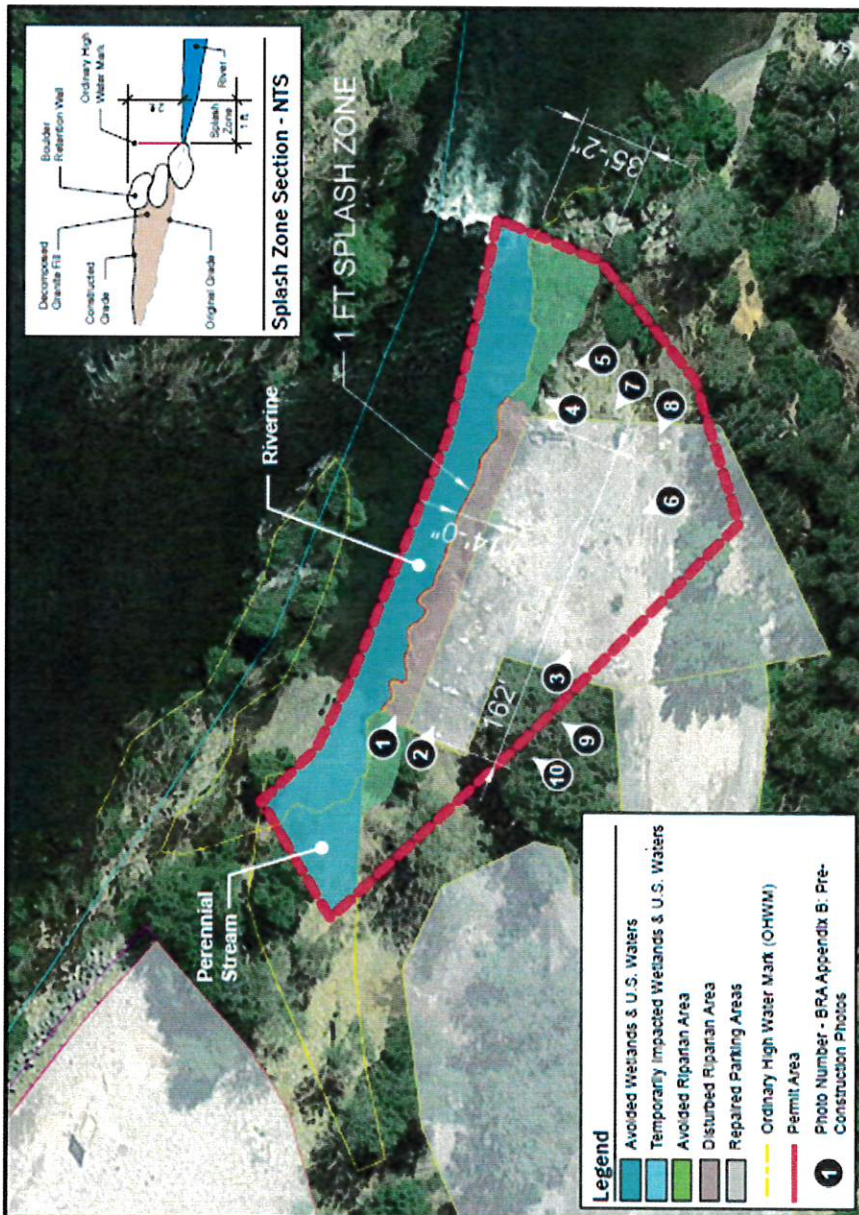 Decomposed
Granite Fill
Boulder
Retention Wall
Ordinary High
Water Mark
Constructed
Grade
Original Grade
2 ft
Splash
Zone
River
1 ft
Splash Zone Section - NTS
1 FT SPLASH ZONE
35'-2"
Riverine
14'-0"
162'
Perennial
Stream
1
2
3
4
5
6
7
8
9
10
Legend
Avoided Wetlands & U.S. Waters
Temporarily Impacted Wetlands & U.S. Waters
Avoided Riparian Area
Disturbed Riparian Area
Repaired Parking Areas
Ordinary High Water Mark (OHWM)
Permit Area
1
Photo Number - BRA Appendix B: Pre-
Construction Photos